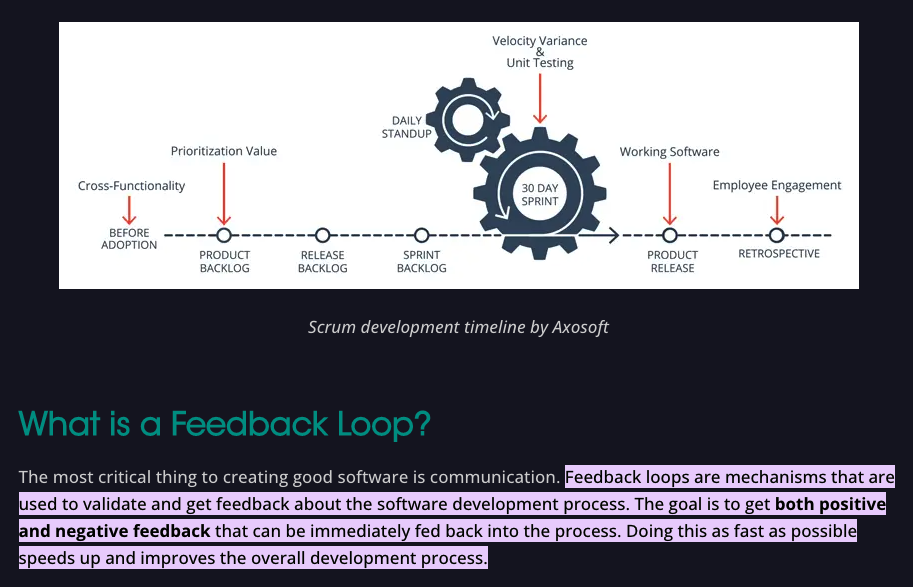 Velocity Variance
&
Unit Testing
DAILY
STANDUP
Prioritization Value
Working Software
Cross-Functionality
Employee Engagement
30 DAY
SPRINT
BEFORE
ADOPTION
PRODUCT
BACKLOG
RELEASE
BACKLOG
SPRINT
BACKLOG
PRODUCT
RELEASE
RETROSPECTIVE
Scrum development timeline by Axosoft
What is a Feedback Loop?
The most critical thing to creating good software is communication. Feedback loops are mechanisms that are
used to validate and get feedback about the software development process. The goal is to get both positive
and negative feedback that can be immediately fed back into the process. Doing this as fast as possible
speeds up and improves the overall development process.